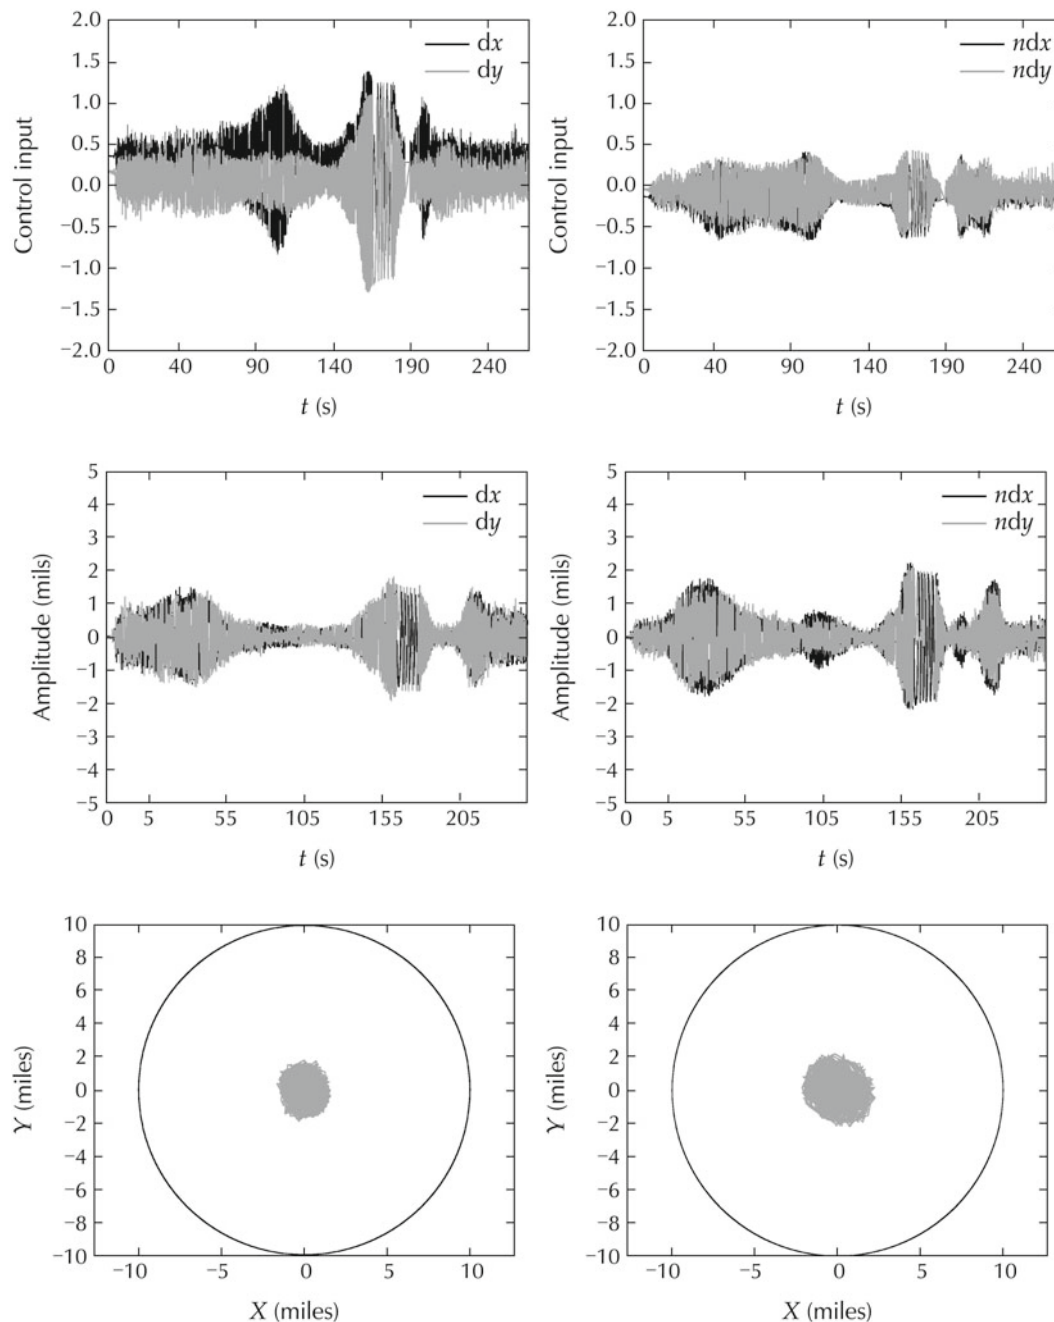 2.0
1.5
1.0
0.5
0.0
−0.5
−1.0
−1.5
−2.0
Control input
dx
dy
0 40 90 140 190 240
t (s)
2.0
1.5
1.0
0.5
0.0
−0.5
−1.0
−1.5
−2.0
Control input
ndx
ndy
0 40 90 140 190 240
t (s)
5
4
3
2
1
0
−1
−2
−3
−4
−5
Amplitude (mils)
dx
dy
0 5 55 105 155 205
t (s)
5
4
3
2
1
0
−1
−2
−3
−4
−5
Amplitude (mils)
ndx
ndy
0 5 55 105 155 205
t (s)
10
8
6
4
2
0
−2
−4
−6
−8
−10
Y (miles)
−10 −5 0 5 10
X (miles)
10
8
6
4
2
0
−2
−4
−6
−8
−10
Y (miles)
−10 −5 0 5 10
X (miles)